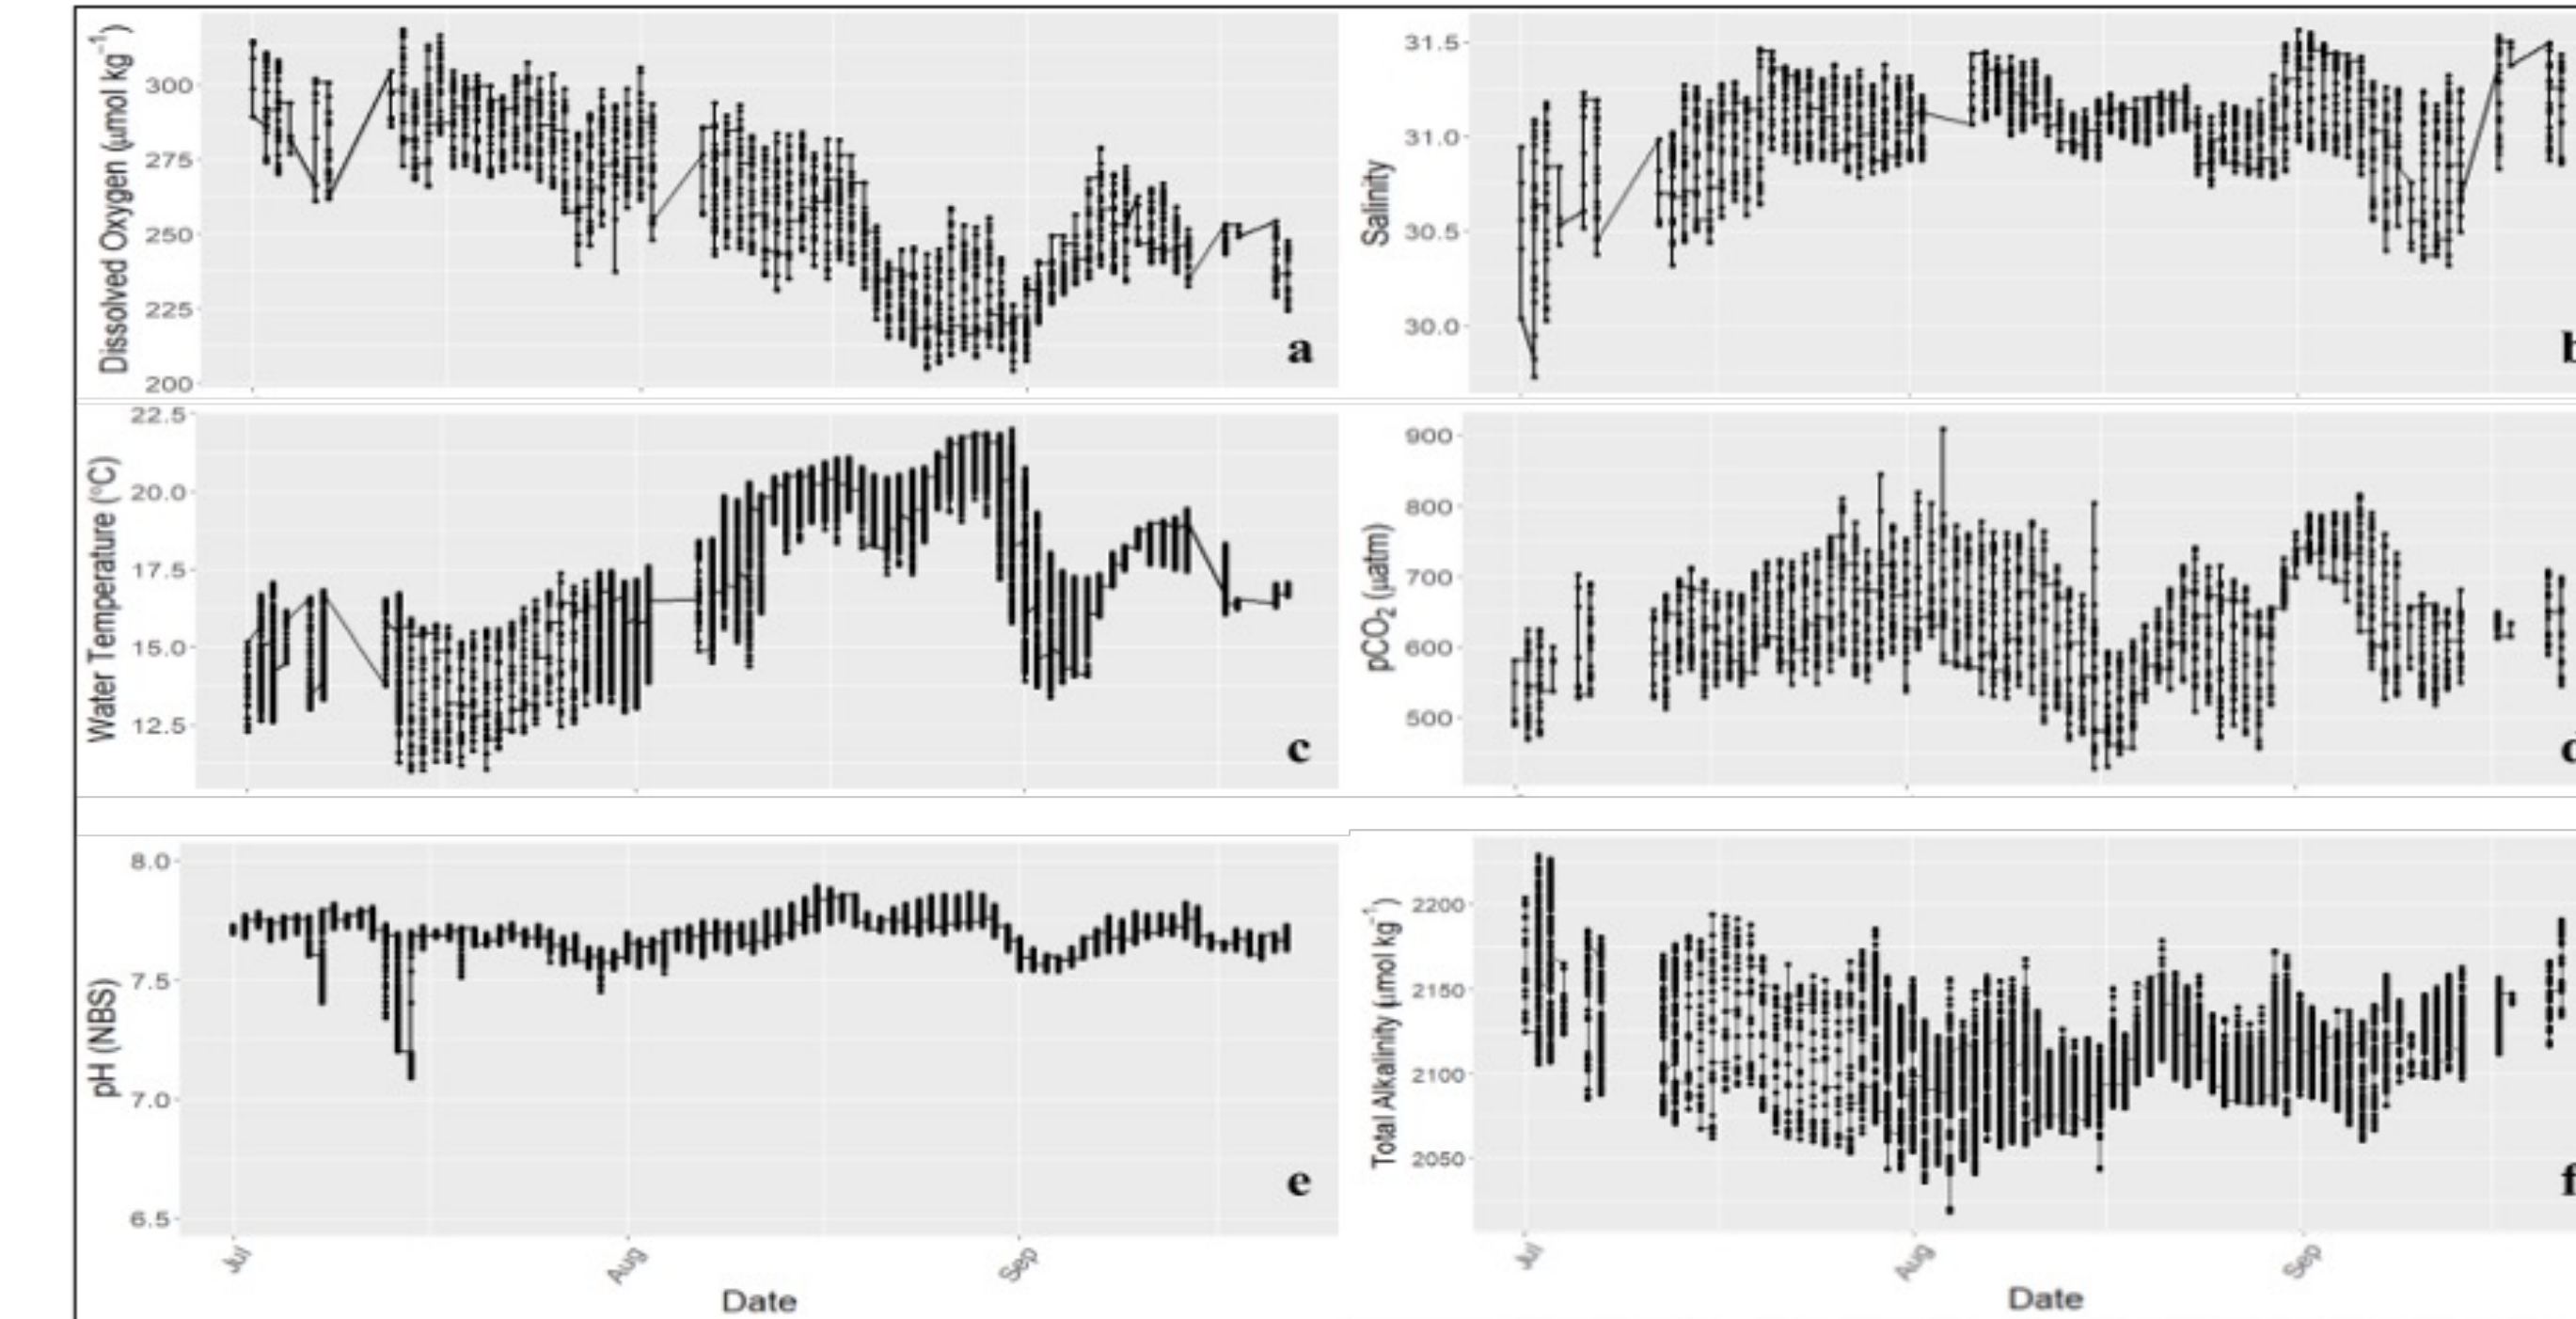 Dissolved Oxygen (μmol kg⁻¹)
300
275
250
225
200
a
Salinity
31.5
31.0
30.5
30.0
Water Temperature (°C)
22.5
20.0
17.5
15.0
12.5
c
pCO₂ (μatm)
900
800
700
600
500
pH (NBS)
8.0
7.5
7.0
6.5
e
Jul
Aug
Sep
Date
Total Alkalinity (μmol kg⁻¹)
2200
2150
2100
2050
Jul
Aug
Sep
Date